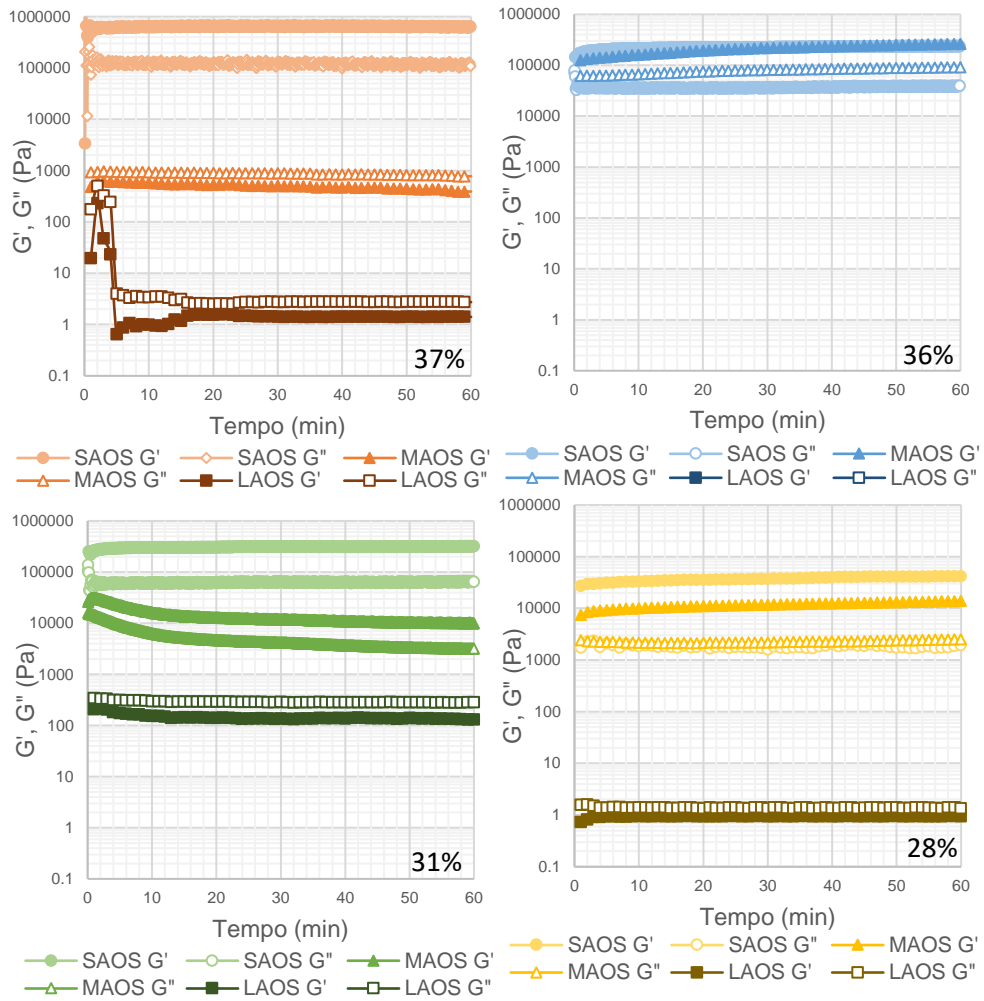 1000000
100000
10000
1000
100
10
1
0.1
G', G" (Pa)
0 10 20 30 40 50 60
37%
Tempo (min)
SAOS G' SAOS G" MAOS G'
MAOS G" LAOS G' LAOS G"
1000000
100000
10000
1000
100
10
1
0.1
G', G" (Pa)
0 10 20 30 40 50 60
36%
Tempo (min)
SAOS G' SAOS G" MAOS G'
MAOS G" LAOS G' LAOS G"
1000000
100000
10000
1000
100
10
1
0.1
G', G" (Pa)
0 10 20 30 40 50 60
31%
Tempo (min)
SAOS G' SAOS G" MAOS G'
MAOS G" LAOS G' LAOS G"
1000000
100000
10000
1000
100
10
1
0.1
G', G" (Pa)
0 10 20 30 40 50 60
28%
Tempo (min)
SAOS G' SAOS G" MAOS G'
MAOS G" LAOS G' LAOS G"